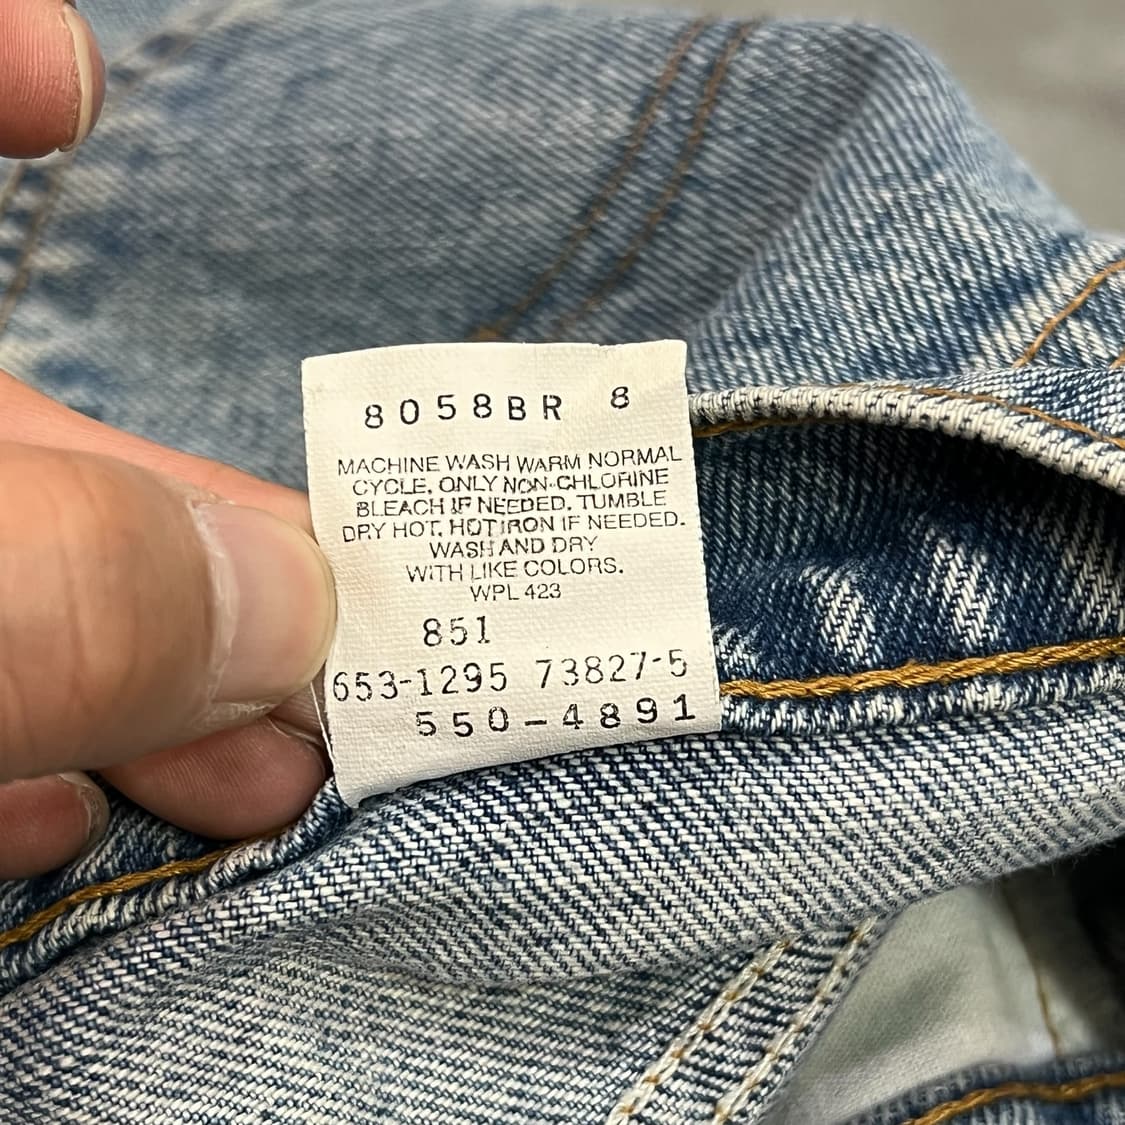 8058BR 8
MACHINE WASH WARM NORMAL
CYCLE, ONLY NON-CHLORINE
BLEACH IF NEEDED. TUMBLE
DRY HOT. HOT IRON IF NEEDED.
WASH AND DRY
WITH LIKE COLORS.
WPL 423
851
653-1295 73827-5
550-4891